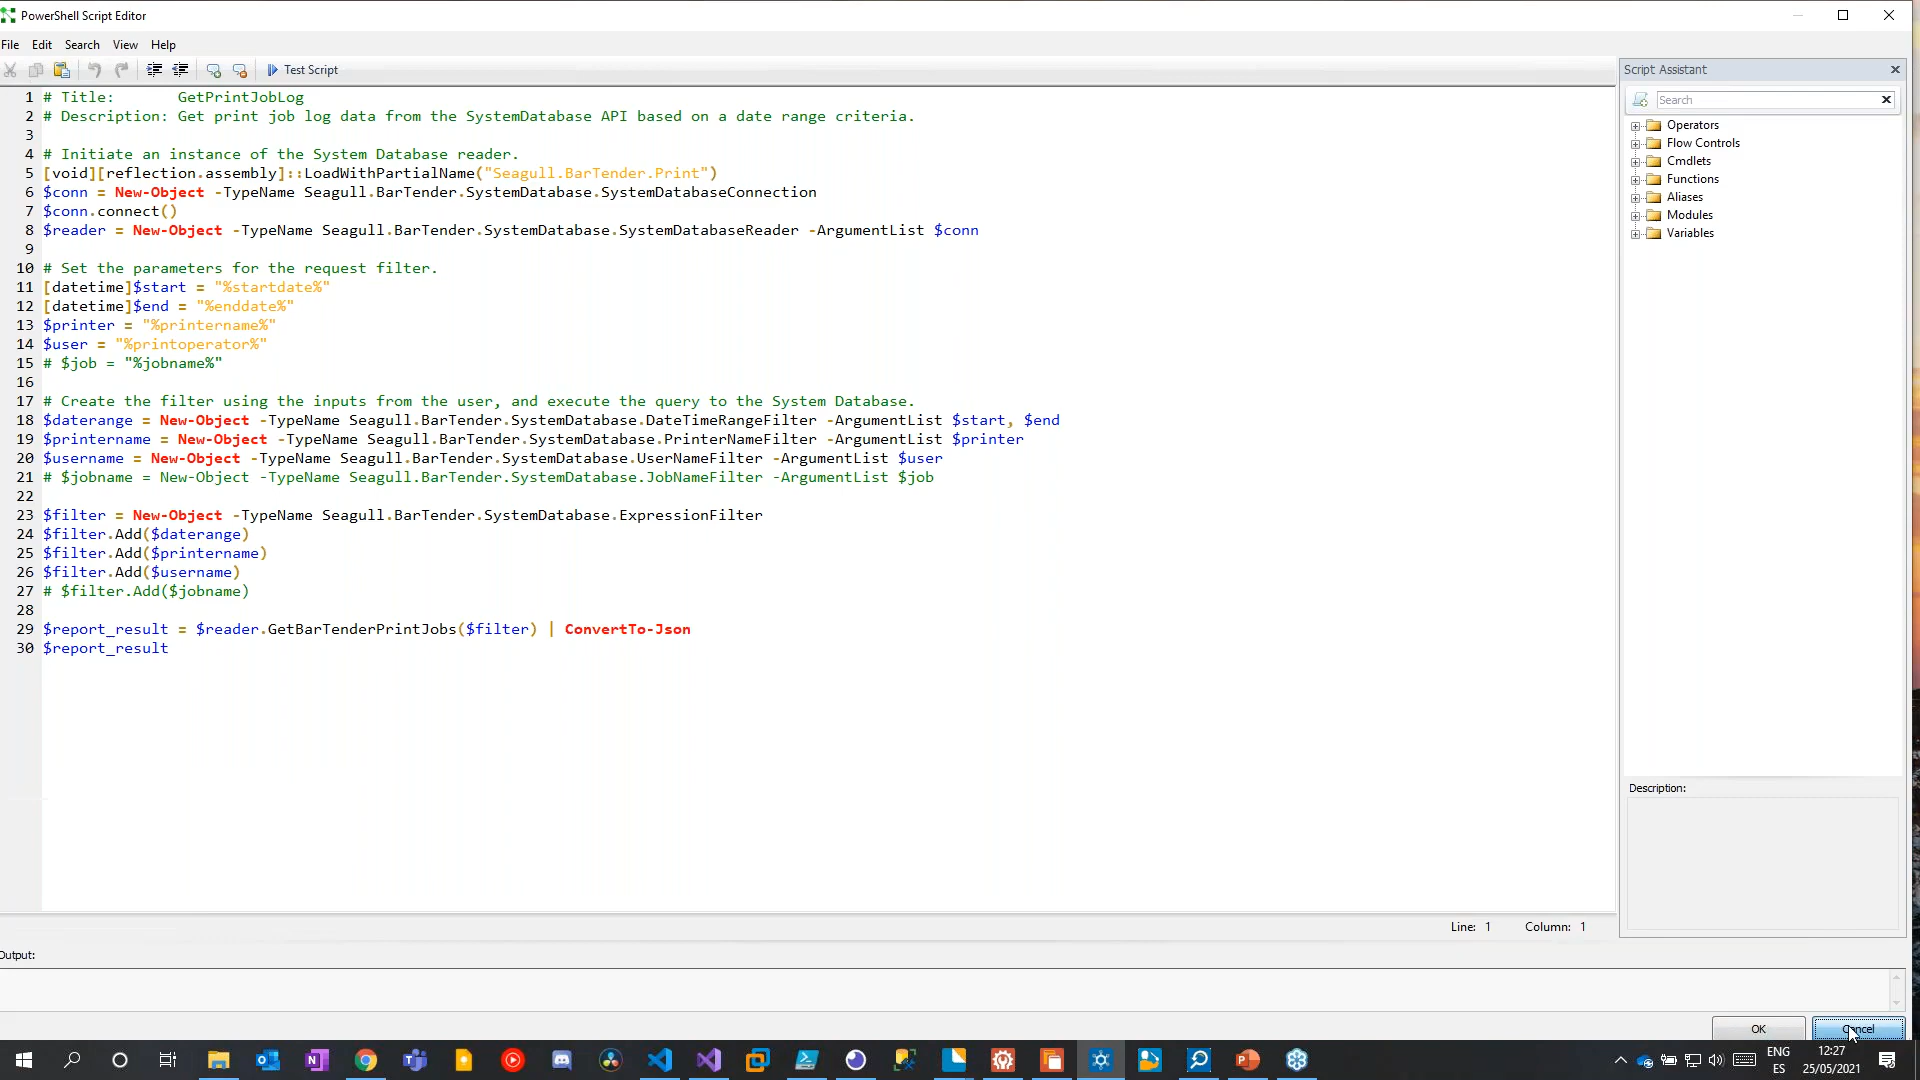 PowerShell Script Editor
File Edit Search View Help
Test Script
1 # Title:       GetPrintJobLog
2 # Description: Get print job log data from the SystemDatabase API based on a date range criteria.
3
4 # Initiate an instance of the System Database reader.
5 [void][reflection.assembly]::LoadWithPartialName("Seagull.BarTender.Print")
6 $conn = New-Object -TypeName Seagull.BarTender.SystemDatabase.SystemDatabaseConnection
7 $conn.connect()
8 $reader = New-Object -TypeName Seagull.BarTender.SystemDatabase.SystemDatabaseReader -ArgumentList $conn
9
10 # Set the parameters for the request filter.
11 [datetime]$start = "%startdate%"
12 [datetime]$end = "%enddate%"
13 $printer = "%printername%"
14 $user = "%printoperator%"
15 # $job = "%jobname%"
16
17 # Create the filter using the inputs from the user, and execute the query to the System Database.
18 $daterange = New-Object -TypeName Seagull.BarTender.SystemDatabase.DateTimeRangeFilter -ArgumentList $start, $end
19 $printername = New-Object -TypeName Seagull.BarTender.SystemDatabase.PrinterNameFilter -ArgumentList $printer
20 $username = New-Object -TypeName Seagull.BarTender.SystemDatabase.UserNameFilter -ArgumentList $user
21 # $jobname = New-Object -TypeName Seagull.BarTender.SystemDatabase.JobNameFilter -ArgumentList $job
22
23 $filter = New-Object -TypeName Seagull.BarTender.SystemDatabase.ExpressionFilter
24 $filter.Add($daterange)
25 $filter.Add($printername)
26 $filter.Add($username)
27 # $filter.Add($jobname)
28
29 $report_result = $reader.GetBarTenderPrintJobs($filter) | ConvertTo-Json
30 $report_result
Line: 1 Column: 1
Script Assistant
Search
Operators
Flow Controls
Cmdlets
Functions
Aliases
Modules
Variables
Description:
Output:
OK Cancel
ENG
ES
12:27
25/05/2021